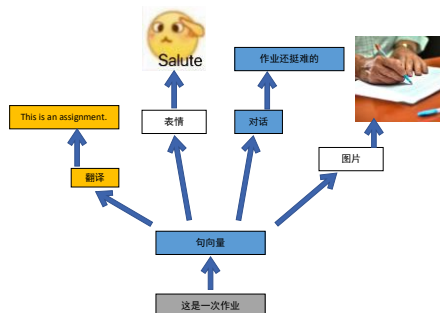 Salute
作业还挺难的
This is an assignment.
表情
对话
图片
翻译
句向量
这是一次作业